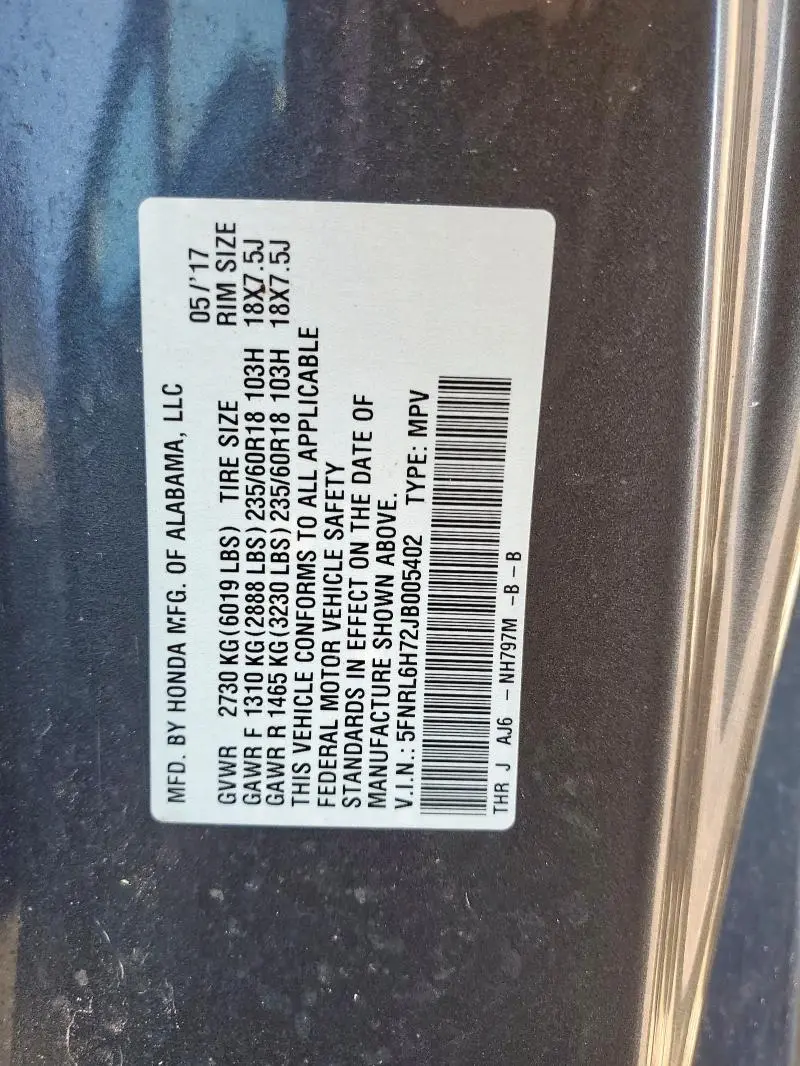 MFD. BY HONDA MFG. OF ALABAMA, LLC 05/'17
GVWR 2730 KG(6019 LBS) TIRE SIZE RIM SIZE
GAWR F 1310 KG(2888 LBS) 235/60R18 103H 18X7.5J
GAWR R 1465 KG(3230 LBS) 235/60R18 103H 18X7.5J
THIS VEHICLE CONFORMS TO ALL APPLICABLE
FEDERAL MOTOR VEHICLE SAFETY
STANDARDS IN EFFECT ON THE DATE OF
MANUFACTURE SHOWN ABOVE.
V.I.N.: 5FNRL6H72JB005402 TYPE: MPV
THR J AJ6 - NH797M -B-B